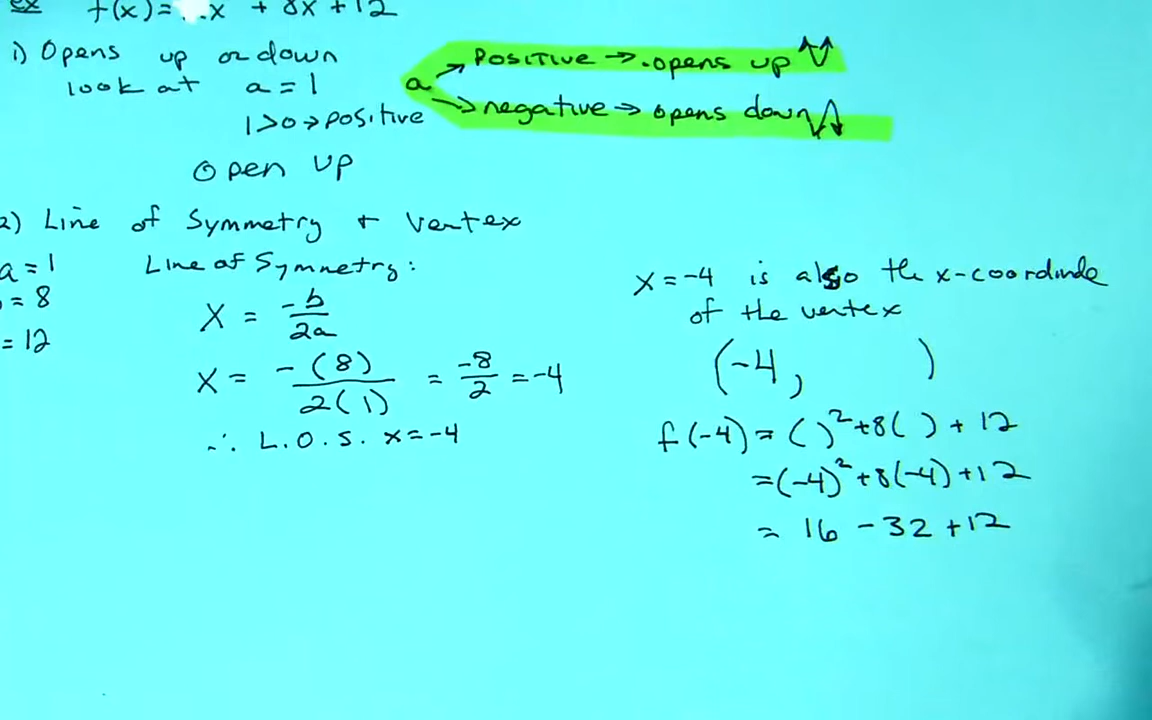 ex f(x) = x + 8x + 12
1) Opens up or down
look at a = 1
1 > 0 → positive
Open up
a → Positive → opens up
→ negative → opens down
2) Line of Symmetry + Vertex
a = 1
= 8
= 12
Line of Symmetry:
X = -b/2a
X = -(8)/2(1) = -8/2 = -4
∴ L.O.S. x = -4
x = -4 is also the x-coordinde
of the vertex
(-4, )
f(-4) = ( )²+8( ) + 12
=(-4)²+8(-4)+12
= 16 - 32 + 12